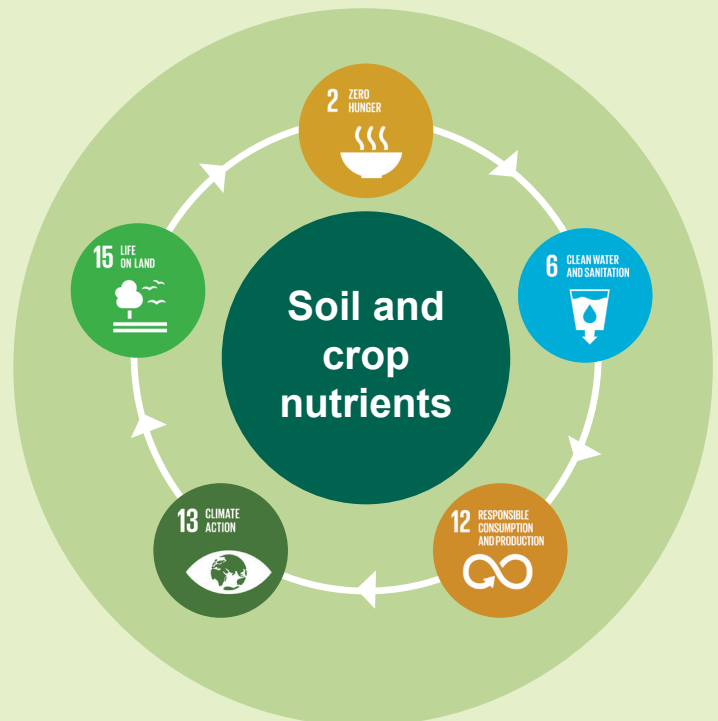 2 ZERO
HUNGER
6 CLEAN WATER
AND SANITATION
12 RESPONSIBLE
CONSUMPTION
AND PRODUCTION
13 CLIMATE
ACTION
15 LIFE
ON LAND
Soil and
crop
nutrients